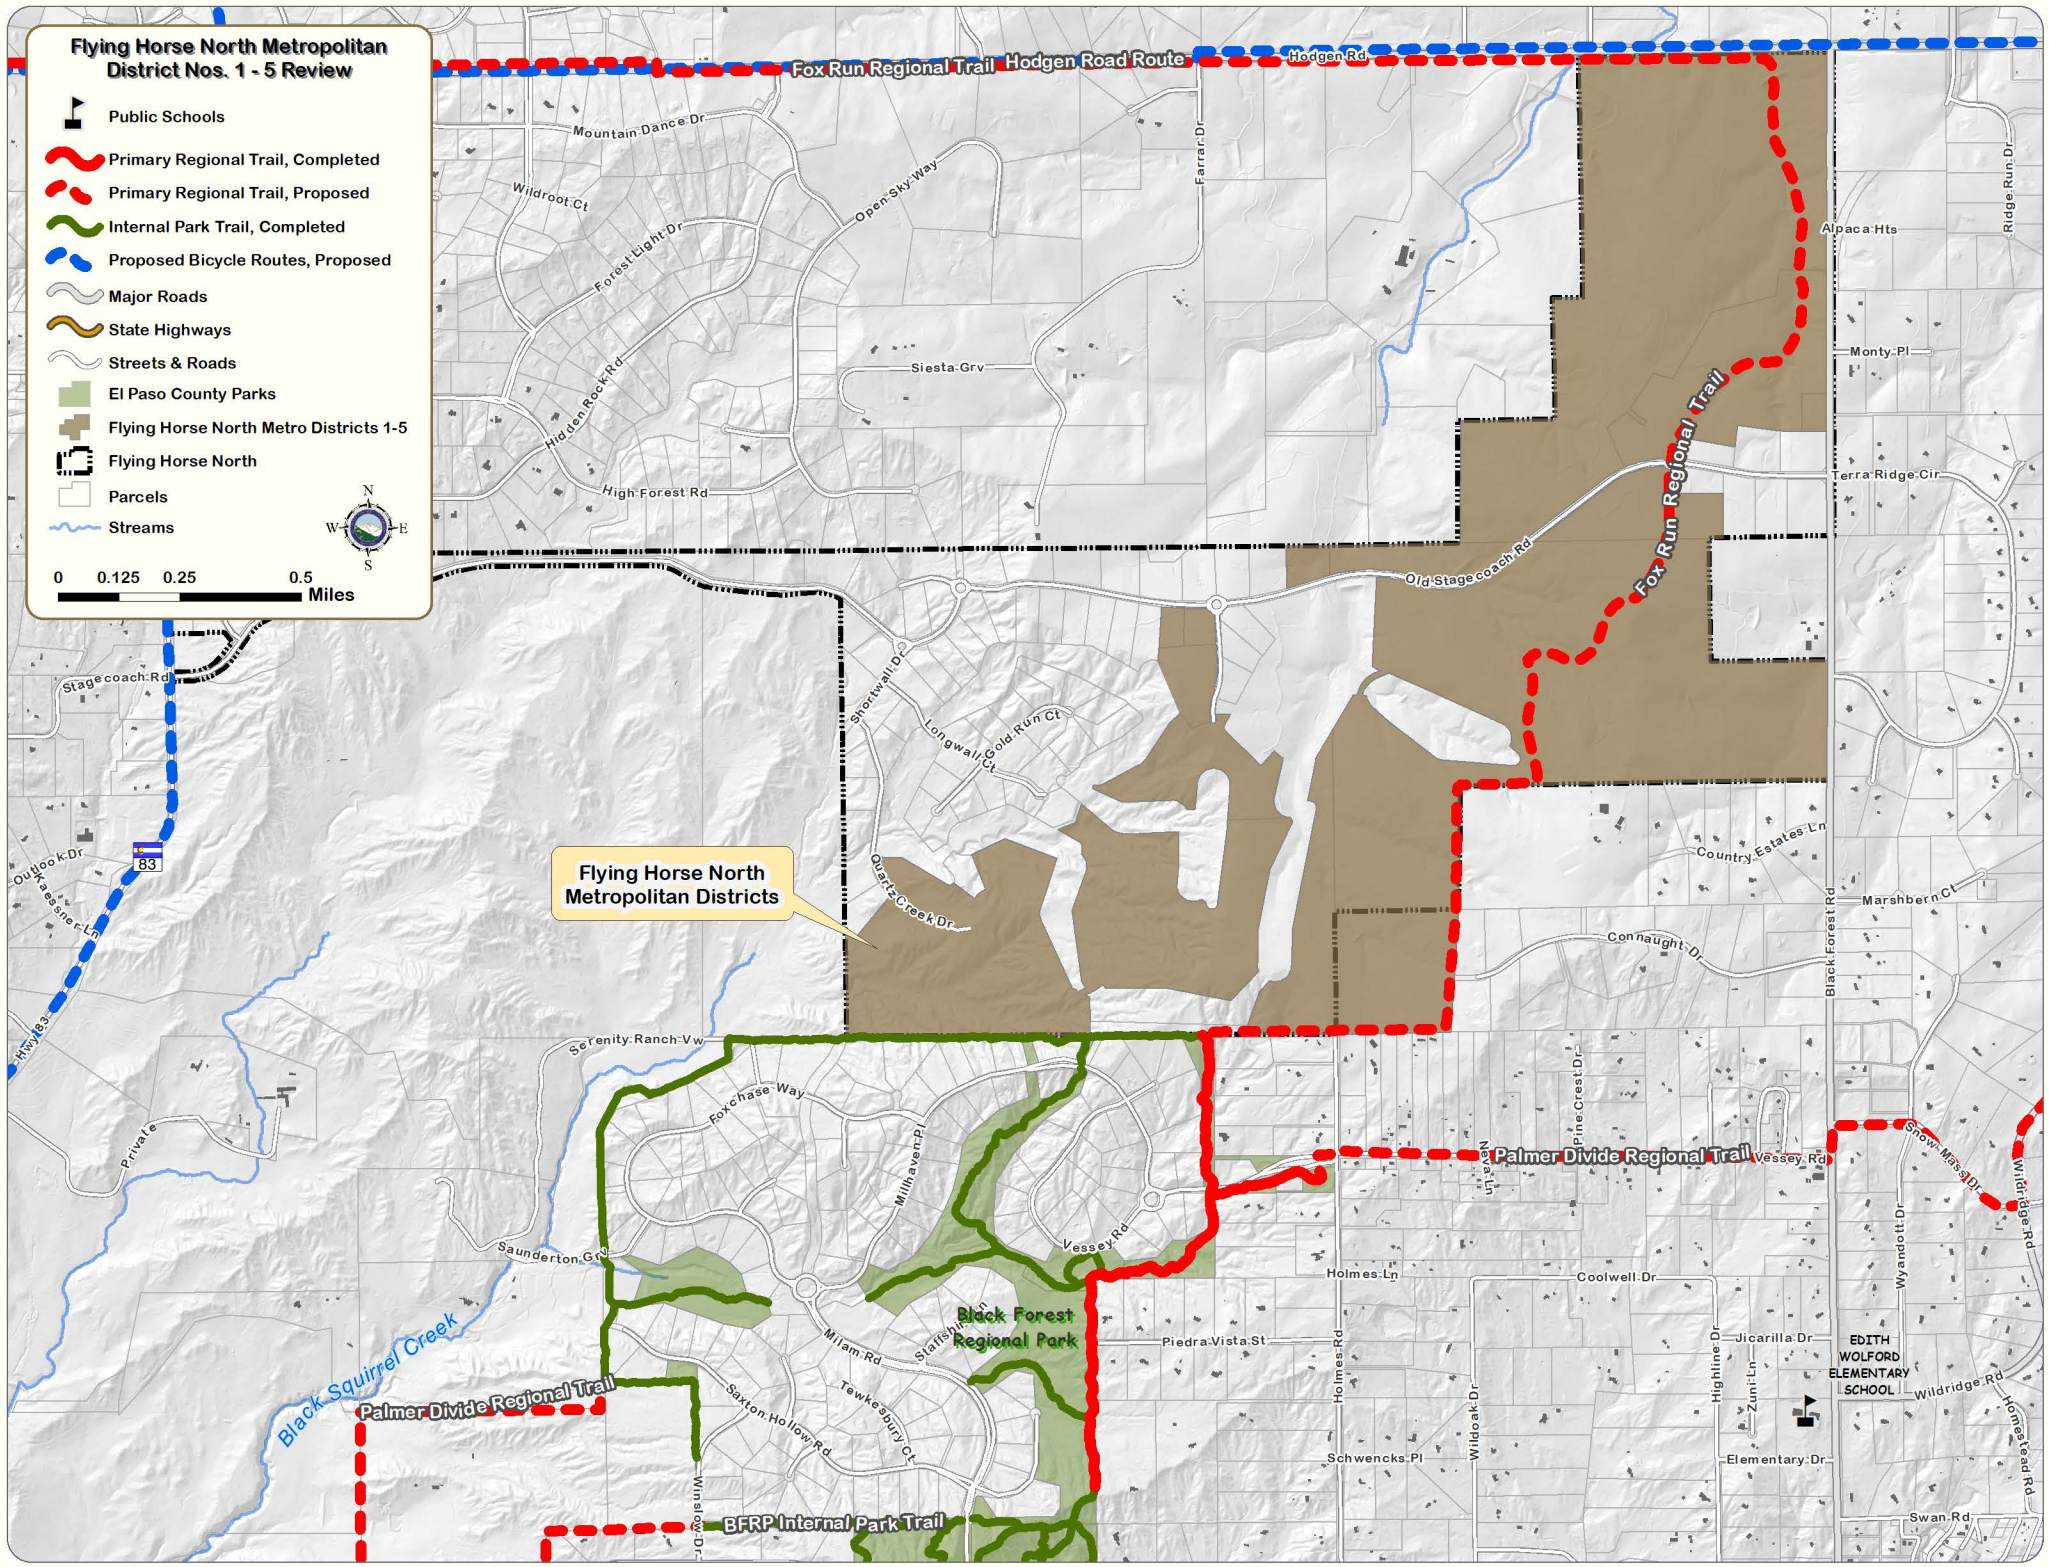 Flying Horse North Metropolitan
District Nos. 1 - 5 Review
Public Schools
Primary Regional Trail, Completed
Primary Regional Trail, Proposed
Internal Park Trail, Completed
Proposed Bicycle Routes, Proposed
Major Roads
State Highways
Streets & Roads
El Paso County Parks
Flying Horse North Metro Districts 1-5
Flying Horse North
Parcels
Streams
N
W
E
S
0
0.125
0.25
0.5
Miles
Fox Run Regional Trail
Hodgen Road Route
Hodgen Rd
Mountain Dance Dr
Wildroot Ct
Open Sky Way
Farrar Dr
Forest Light Dr
Ridge Run Dr
Alpaca Hts
Monty Pl
Siesta Grv
Hidden Rock Rd
High Forest Rd
Fox Run Regional Trail
Terra Ridge Cir
Old Stagecoach Rd
Stagecoach Rd
Shortwall Dr
Longwall Ct
Gold Run Ct
83
Outlook Dr
Kaessner Ln
Hwy 83
Flying Horse North
Metropolitan Districts
Quartz Creek Dr
Country Estates Ln
Marshbern Ct
Black Forest Rd
Connaught Dr
Serenity Ranch Vw
Foxchase Way
Millhaven Pl
Private
Pine Crest Dr
Neva Ln
Palmer Divide Regional Trail
Vessey Rd
Snow Mass Dr
Wildridge Rd
Wyandott Dr
Saunderton Grv
Vessey Rd
Holmes Ln
Coolwell Dr
Black Forest
Regional Park
Milam Rd
Piedra Vista St
Holmes Rd
Highline Dr
Jicarilla Dr
Zuni Ln
EDITH
WOLFORD
ELEMENTARY
SCHOOL
Wildridge Rd
Homestead Rd
Black Squirrel Creek
Palmer Divide Regional Trail
Saxton Hollow Rd
Tewkesbury Ct
Wildoak Dr
Schwencks Pl
Elementary Dr
Winslow Dr
BFRP Internal Park Trail
Swan Rd